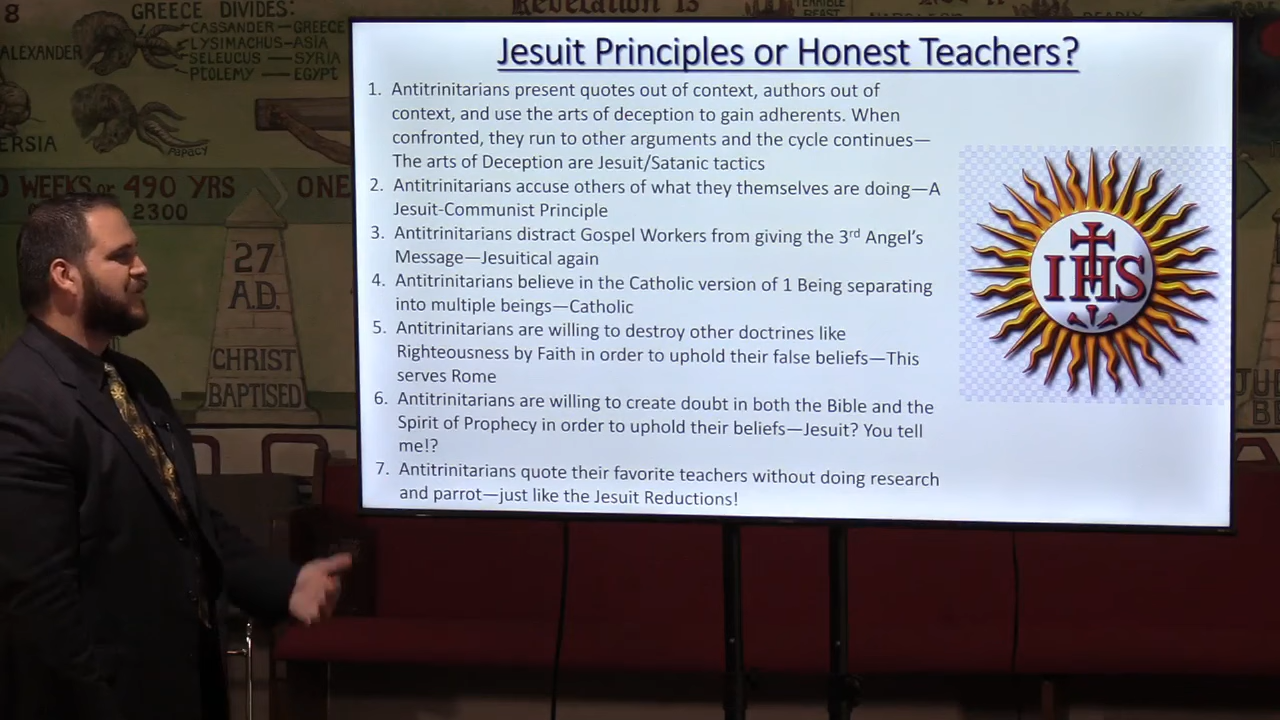 8
GREECE DIVIDES:
CASSANDER—GREECE
LYSIMACHUS-ASIA
SELEUCUS — SYRIA
PTOLEMY — EGYPT
ALEXANDER
ERSIA
PAPACY
WEEKS or 490 YRS
ONE
2300
27
A.D.
CHRIST
BAPTISED
Revelation 13
TERRIBLE
BEAST
DEADLY
Jesuit Principles or Honest Teachers?
1. Antitrinitarians present quotes out of context, authors out of
context, and use the arts of deception to gain adherents. When
confronted, they run to other arguments and the cycle continues—
The arts of Deception are Jesuit/Satanic tactics
2. Antitrinitarians accuse others of what they themselves are doing—A
Jesuit-Communist Principle
3. Antitrinitarians distract Gospel Workers from giving the 3rd Angel's
Message—Jesuitical again
4. Antitrinitarians believe in the Catholic version of 1 Being separating
into multiple beings—Catholic
5. Antitrinitarians are willing to destroy other doctrines like
Righteousness by Faith in order to uphold their false beliefs—This
serves Rome
6. Antitrinitarians are willing to create doubt in both the Bible and the
Spirit of Prophecy in order to uphold their beliefs—Jesuit? You tell
me!?
7. Antitrinitarians quote their favorite teachers without doing research
and parrot—just like the Jesuit Reductions!
IHS